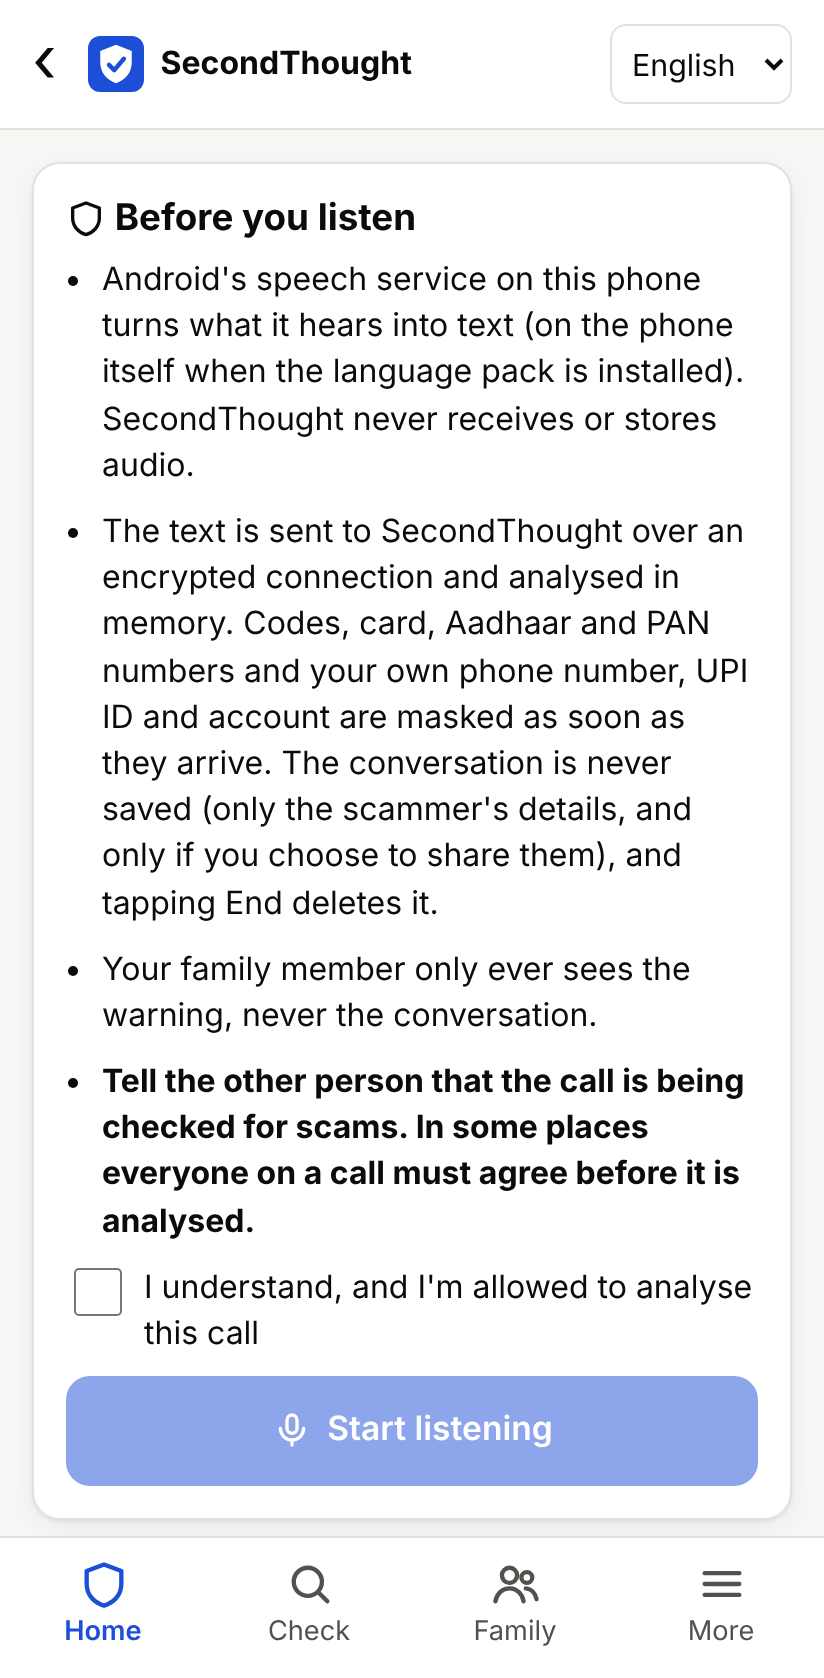 SecondThought
English
Before you listen
• Android's speech service on this phone
turns what it hears into text (on the phone
itself when the language pack is installed).
SecondThought never receives or stores
audio.
• The text is sent to SecondThought over an
encrypted connection and analysed in
memory. Codes, card, Aadhaar and PAN
numbers and your own phone number, UPI
ID and account are masked as soon as
they arrive. The conversation is never
saved (only the scammer's details, and
only if you choose to share them), and
tapping End deletes it.
• Your family member only ever sees the
warning, never the conversation.
• Tell the other person that the call is being
checked for scams. In some places
everyone on a call must agree before it is
analysed.
I understand, and I'm allowed to analyse
this call
Start listening
Home
Check
Family
More